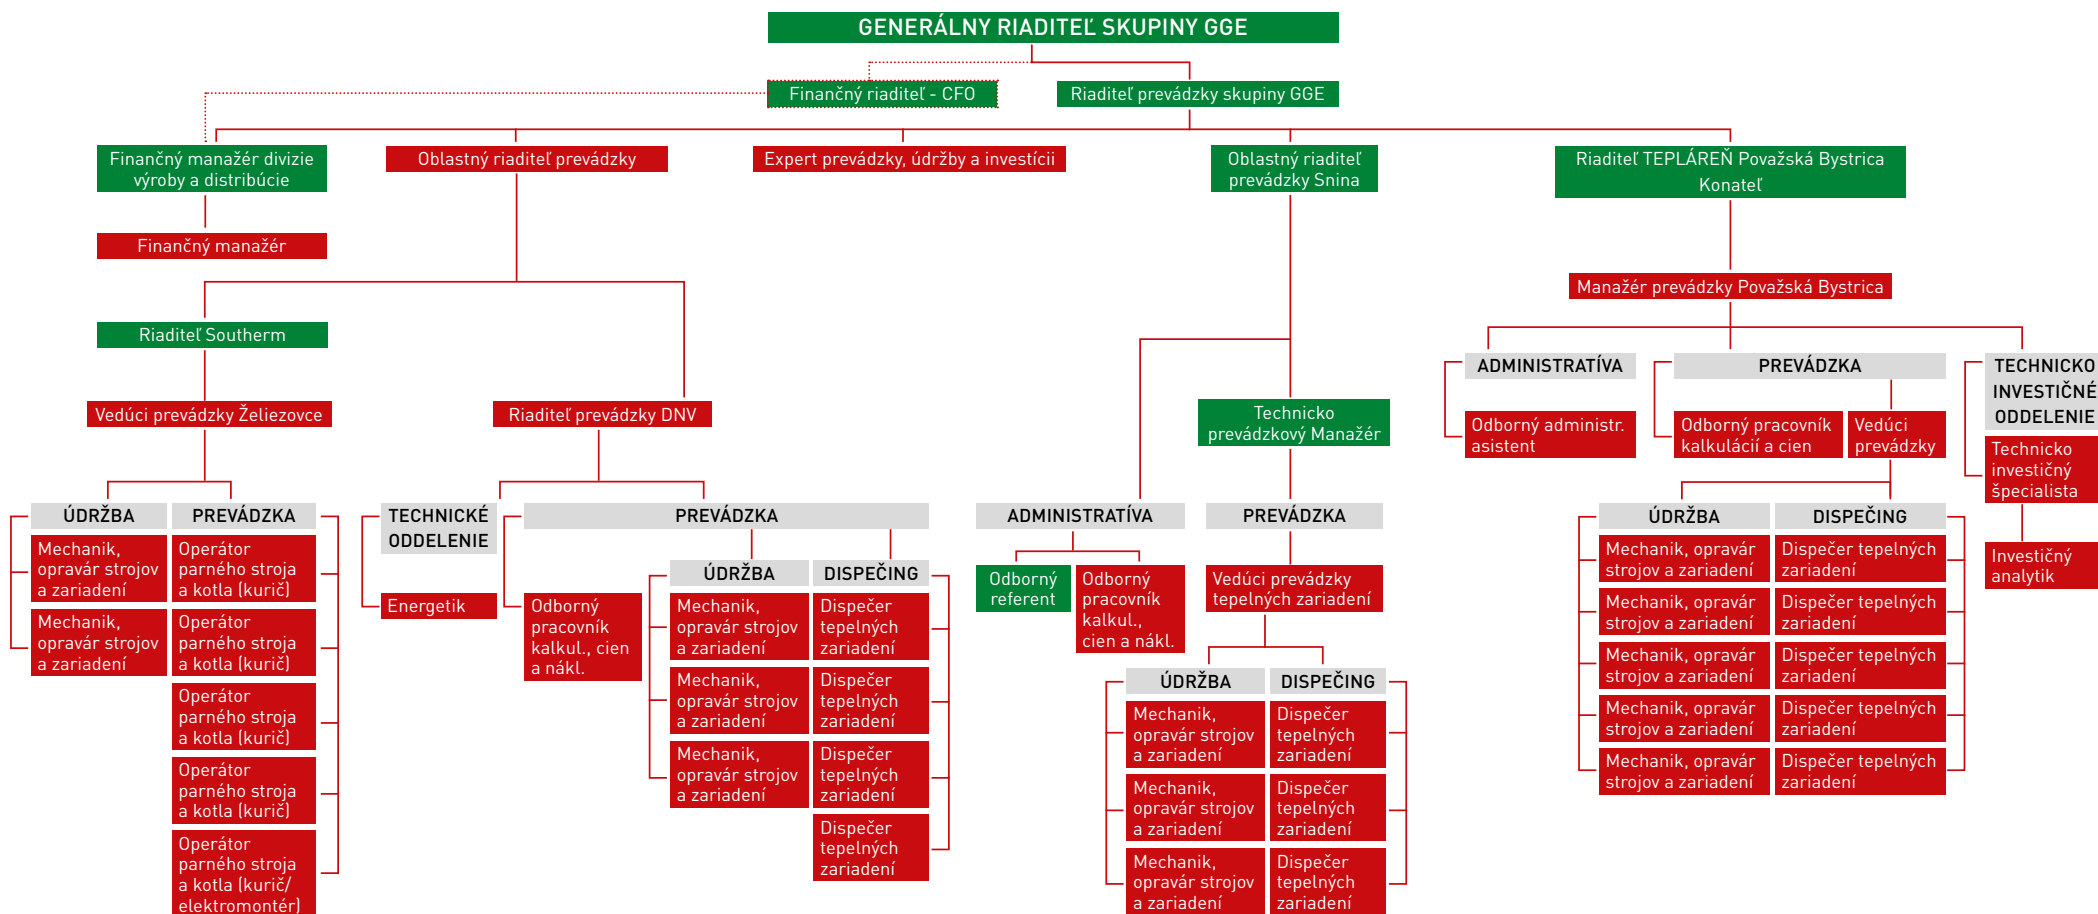 GENERÁLNY RIADITEĽ SKUPINY GGE
Finančný riaditeľ - CFO
Riaditeľ prevádzky skupiny GGE
Finančný manažér divizie
výroby a distribúcie
Oblastný riaditeľ prevádzky
Expert prevádzky, údržby a investícii
Oblastný riaditeľ
prevádzky Snina
Riaditeľ TEPLÁREŇ Považská Bystrica
Konateľ
Finančný manažér
Manažér prevádzky Považská Bystrica
Riaditeľ Southerm
Vedúci prevádzky Želiezovce
Riaditeľ prevádzky DNV
Technicko
prevádzkový Manažér
ADMINISTRATÍVA
PREVÁDZKA
TECHNICKO
INVESTIČNÉ
ODDELENIE
Odborný administr.
asistent
Odborný pracovník
kalkulácií a cien
Vedúci
prevádzky
Technicko
investičný
špecialista
Investičný
analytik
ÚDRŽBA
Mechanik,
opravár strojov
a zariadení
Mechanik,
opravár strojov
a zariadení
PREVÁDZKA
Operátor
parného stroja
a kotla (kurič)
Operátor
parného stroja
a kotla (kurič)
Operátor
parného stroja
a kotla (kurič)
Operátor
parného stroja
a kotla (kurič)
Operátor
parného stroja
a kotla (kurič/
elektromontér)
TECHNICKÉ
ODDELENIE
Energetik
PREVÁDZKA
Odborný
pracovník
kalkul., cien
a nákl.
ÚDRŽBA
Mechanik,
opravár strojov
a zariadení
Mechanik,
opravár strojov
a zariadení
Mechanik,
opravár strojov
a zariadení
DISPEČING
Dispečer
tepelných
zariadení
Dispečer
tepelných
zariadení
Dispečer
tepelných
zariadení
Dispečer
tepelných
zariadení
ADMINISTRATÍVA
Odborný
referent
Odborný
pracovník
kalkul.,
cien a nákl.
PREVÁDZKA
Vedúci prevádzky
tepelných zariadení
ÚDRŽBA
Mechanik,
opravár strojov
a zariadení
Mechanik,
opravár strojov
a zariadení
Mechanik,
opravár strojov
a zariadení
DISPEČING
Dispečer
tepelných
zariadení
Dispečer
tepelných
zariadení
Dispečer
tepelných
zariadení
ÚDRŽBA
Mechanik, opravár
strojov a zariadení
Mechanik, opravár
strojov a zariadení
Mechanik, opravár
strojov a zariadení
Mechanik, opravár
strojov a zariadení
Mechanik, opravár
strojov a zariadení
DISPEČING
Dispečer tepelných
zariadení
Dispečer tepelných
zariadení
Dispečer tepelných
zariadení
Dispečer tepelných
zariadení
Dispečer tepelných
zariadení